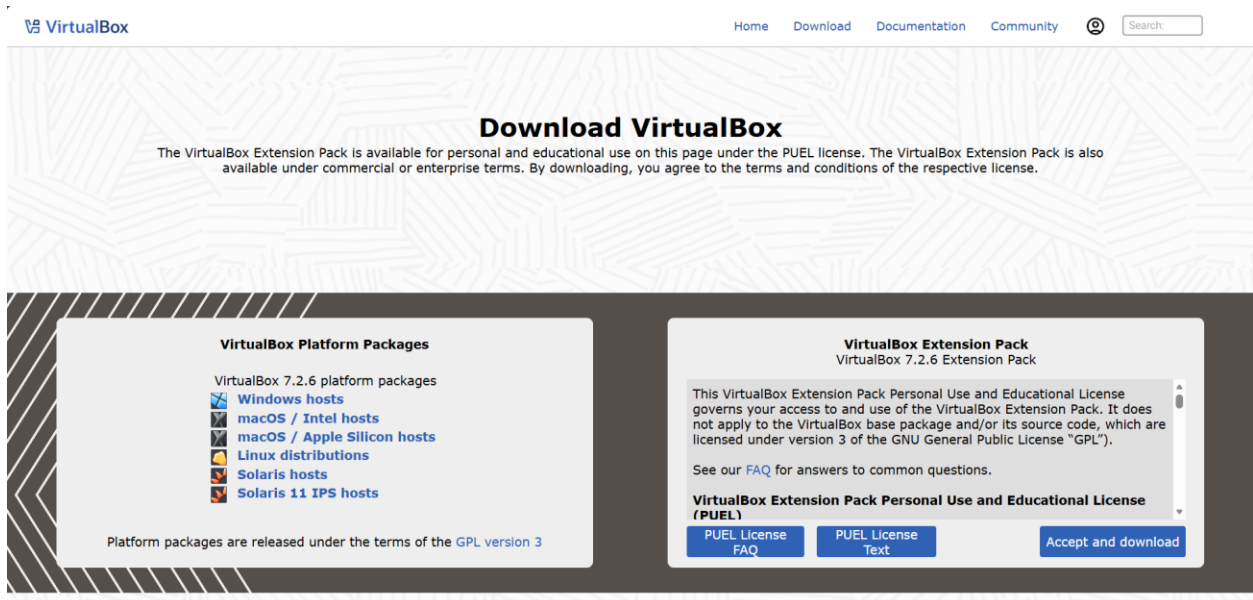 VirtualBox
Home Download Documentation Community Search:
Download VirtualBox
The VirtualBox Extension Pack is available for personal and educational use on this page under the PUEL license. The VirtualBox Extension Pack is also
available under commercial or enterprise terms. By downloading, you agree to the terms and conditions of the respective license.
VirtualBox Platform Packages
VirtualBox 7.2.6 platform packages
Windows hosts
macOS / Intel hosts
macOS / Apple Silicon hosts
Linux distributions
Solaris hosts
Solaris 11 IPS hosts
Platform packages are released under the terms of the GPL version 3
VirtualBox Extension Pack
VirtualBox 7.2.6 Extension Pack
This VirtualBox Extension Pack Personal Use and Educational License
governs your access to and use of the VirtualBox Extension Pack. It does
not apply to the VirtualBox base package and/or its source code, which are
licensed under version 3 of the GNU General Public License “GPL”).
See our FAQ for answers to common questions.
VirtualBox Extension Pack Personal Use and Educational License
(PUEL)
PUEL License
FAQ
PUEL License
Text
Accept and download